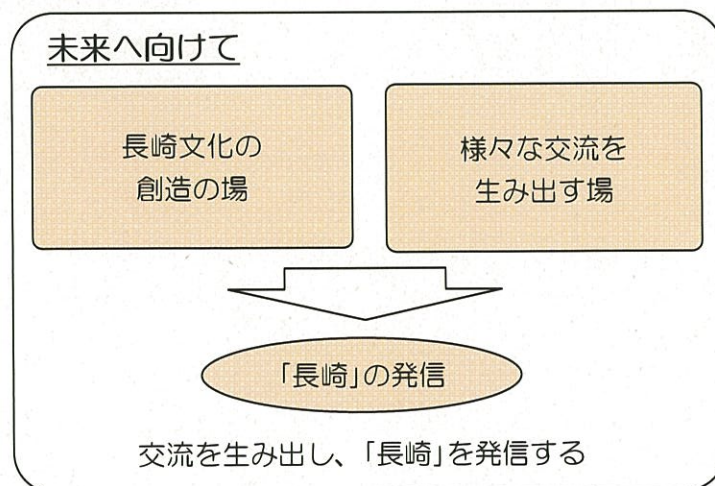 未来へ向けて
長崎文化の
創造の場
様々な交流を
生み出す場
「長崎」の発信
交流を生み出し、「長崎」を発信する